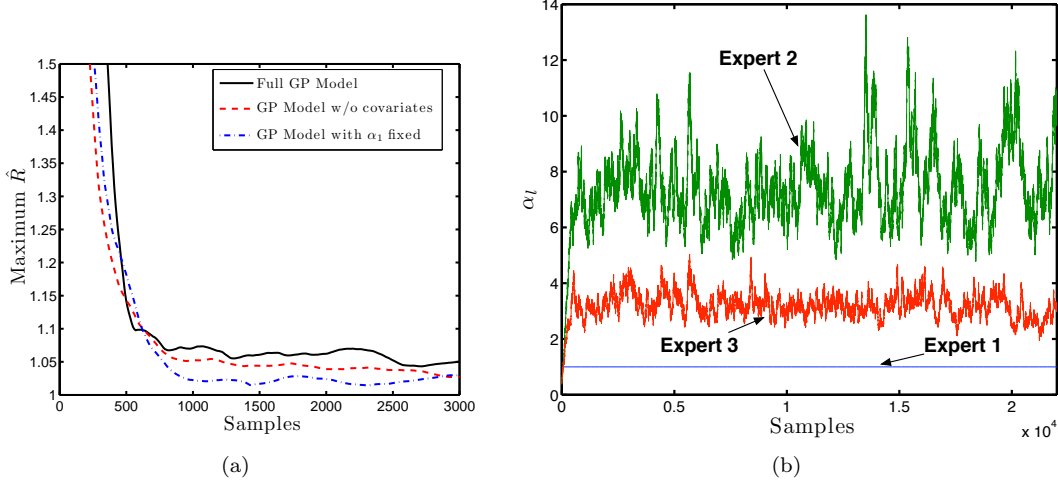 1.5
1.45
1.4
1.35
1.3
1.25
1.2
1.15
1.1
1.05
1
0
500
1000
1500
2000
2500
3000
Maximum R̂
Samples
Full GP Model
GP Model w/o covariates
GP Model with α₁ fixed
(a)
14
12
10
8
6
4
2
0
0
0.5
1
1.5
2
x 10⁴
αₗ
Samples
Expert 2
Expert 3
Expert 1
(b)